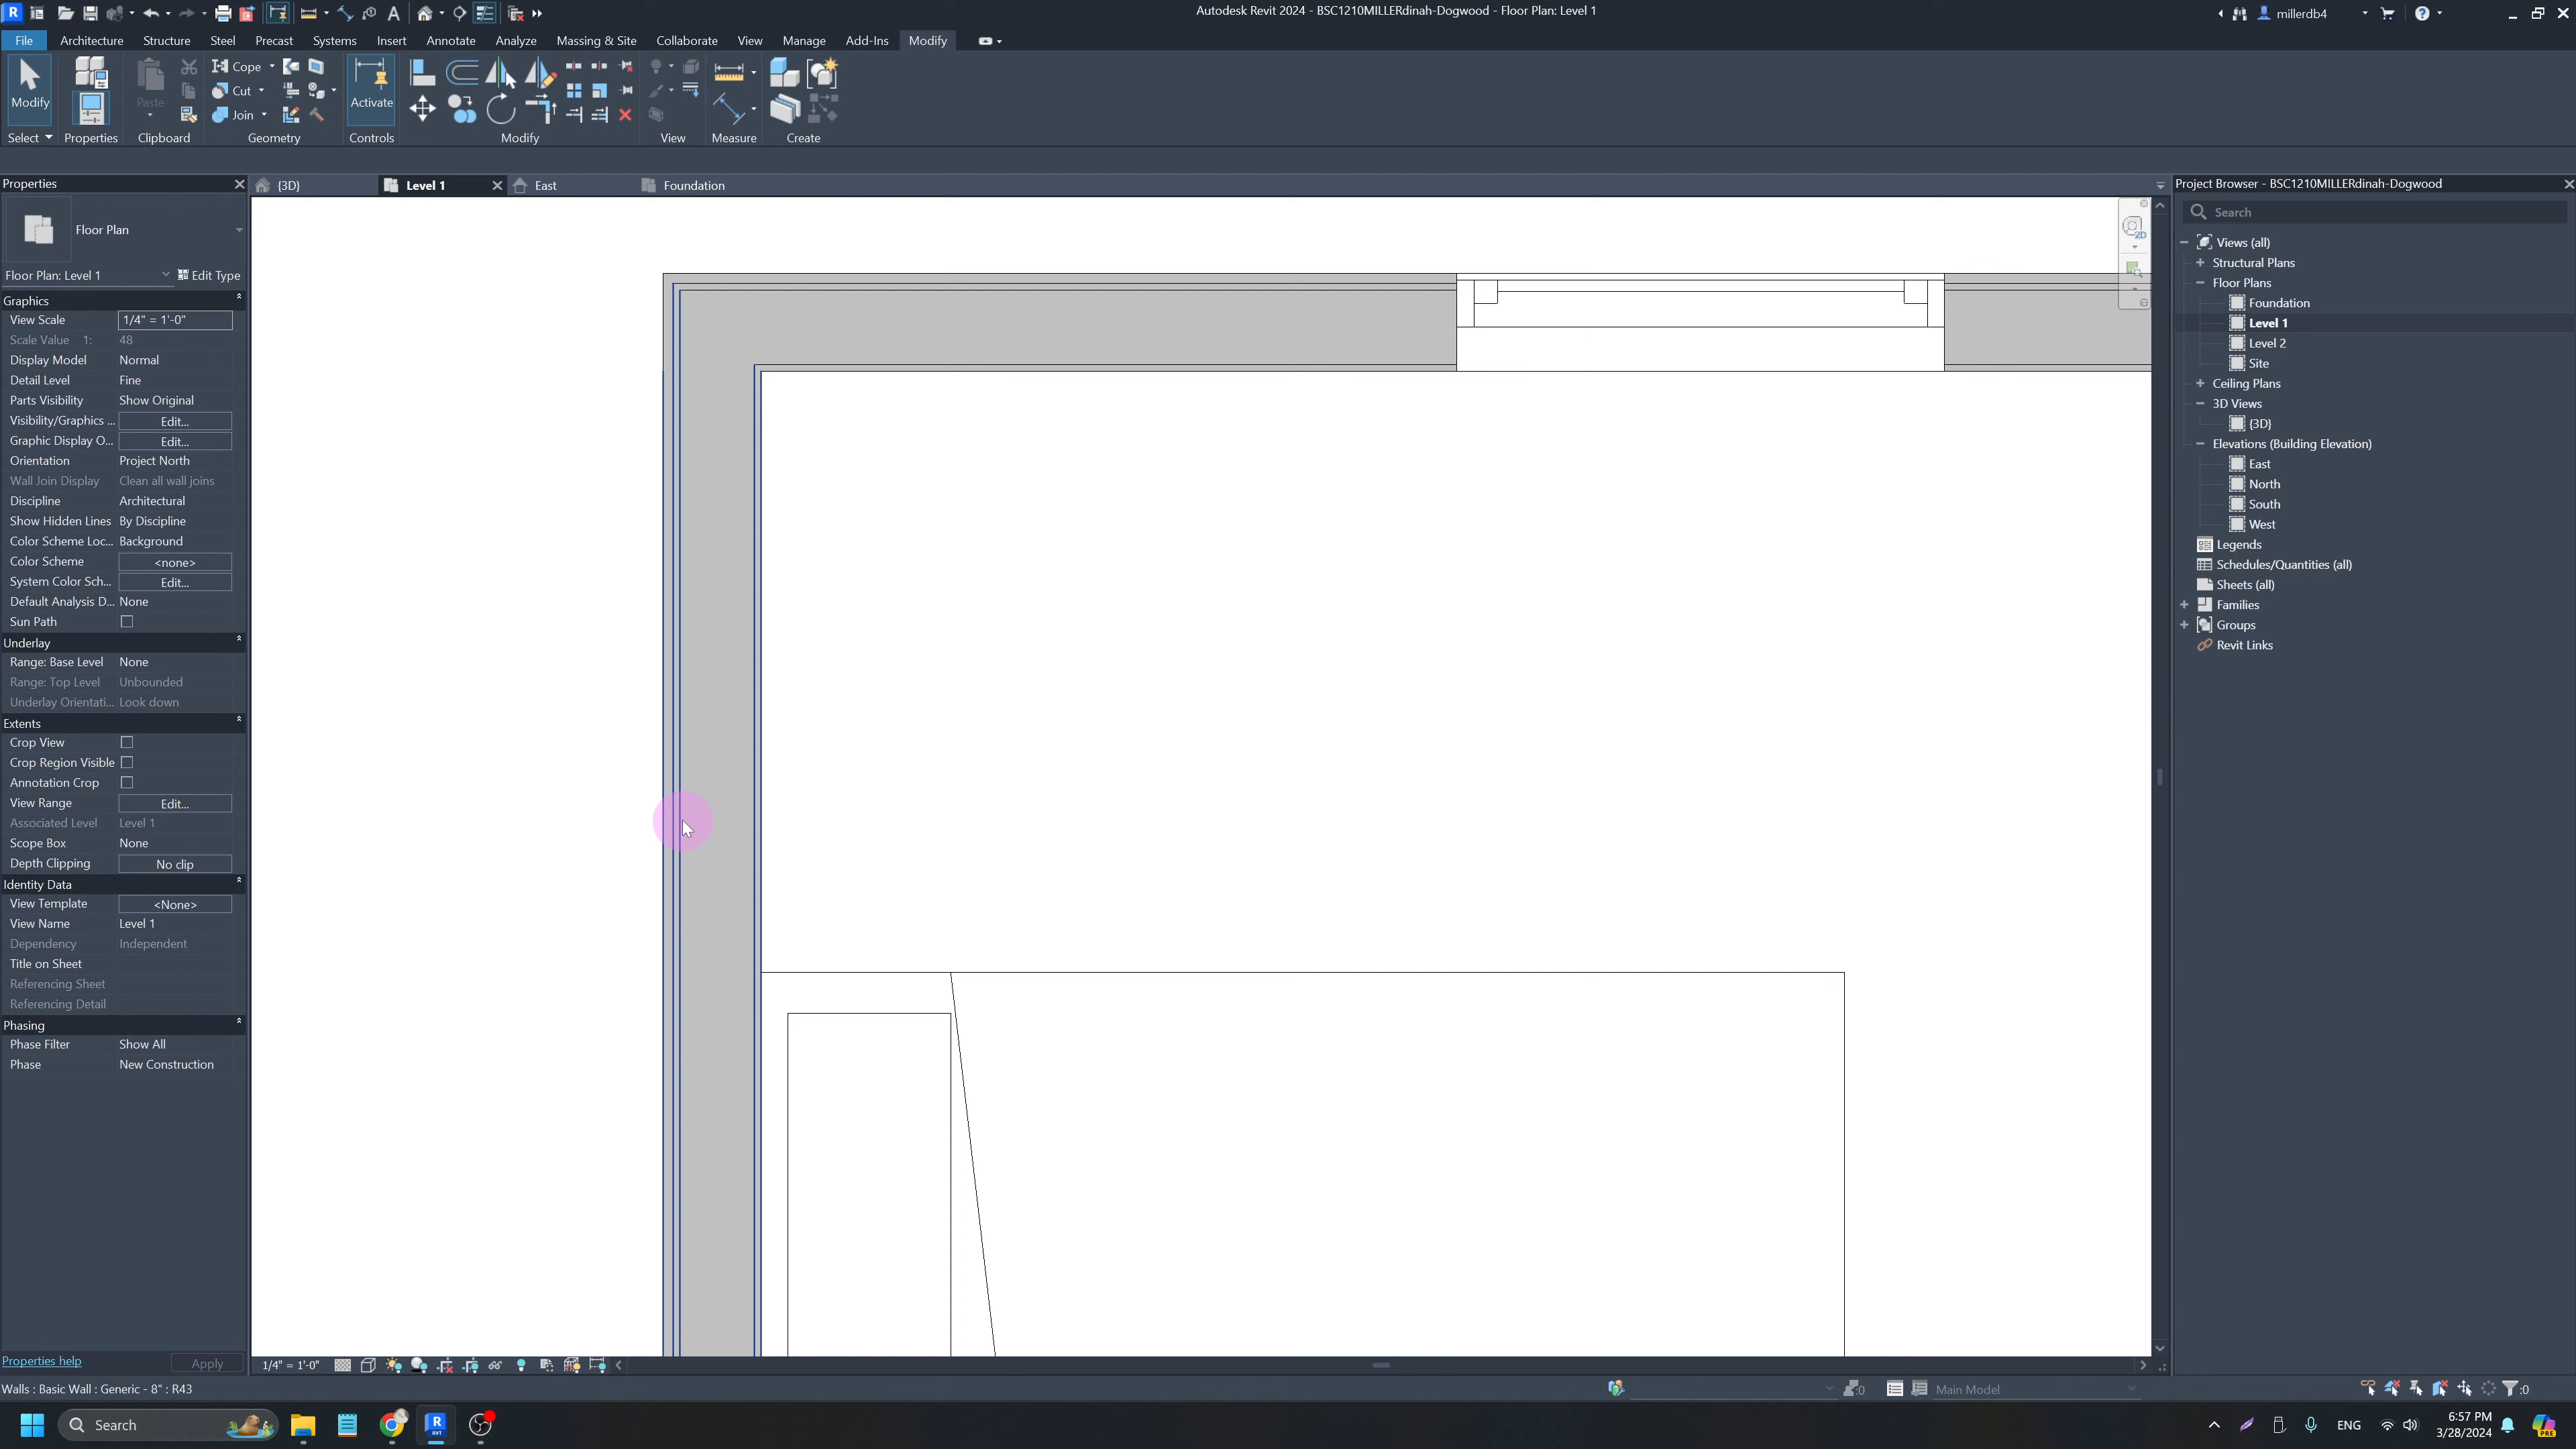 Autodesk Revit 2024 - BSC1210MILLERdinah-Dogwood - Floor Plan: Level 1
millerdb4
File Architecture Structure Steel Precast Systems Insert Annotate Analyze Massing & Site Collaborate View Manage Add-Ins Modify
Modify Paste Cope Cut Join Activate
Select Properties Clipboard Geometry Controls Modify View Measure Create
Properties
{3D} Level 1 East Foundation
Floor Plan
Floor Plan: Level 1 Edit Type
Graphics
View Scale 1/4" = 1'-0"
Scale Value 1: 48
Display Model Normal
Detail Level Fine
Parts Visibility Show Original
Visibility/Graphics ... Edit...
Graphic Display O... Edit...
Orientation Project North
Wall Join Display Clean all wall joins
Discipline Architectural
Show Hidden Lines By Discipline
Color Scheme Loc... Background
Color Scheme <none>
System Color Sch... Edit...
Default Analysis D... None
Sun Path
Underlay
Range: Base Level None
Range: Top Level Unbounded
Underlay Orientati... Look down
Extents
Crop View
Crop Region Visible
Annotation Crop
View Range Edit...
Associated Level Level 1
Scope Box None
Depth Clipping No clip
Identity Data
View Template <None>
View Name Level 1
Dependency Independent
Title on Sheet
Referencing Sheet
Referencing Detail
Phasing
Phase Filter Show All
Phase New Construction
Properties help Apply
Project Browser - BSC1210MILLERdinah-Dogwood
Search
Views (all)
Structural Plans
Floor Plans
Foundation
Level 1
Level 2
Site
Ceiling Plans
3D Views
{3D}
Elevations (Building Elevation)
East
North
South
West
Legends
Schedules/Quantities (all)
Sheets (all)
Families
Groups
Revit Links
1/4" = 1'-0"
Walls : Basic Wall : Generic - 8" : R43
:0 Main Model :0
Search
ENG 6:57 PM
3/28/2024